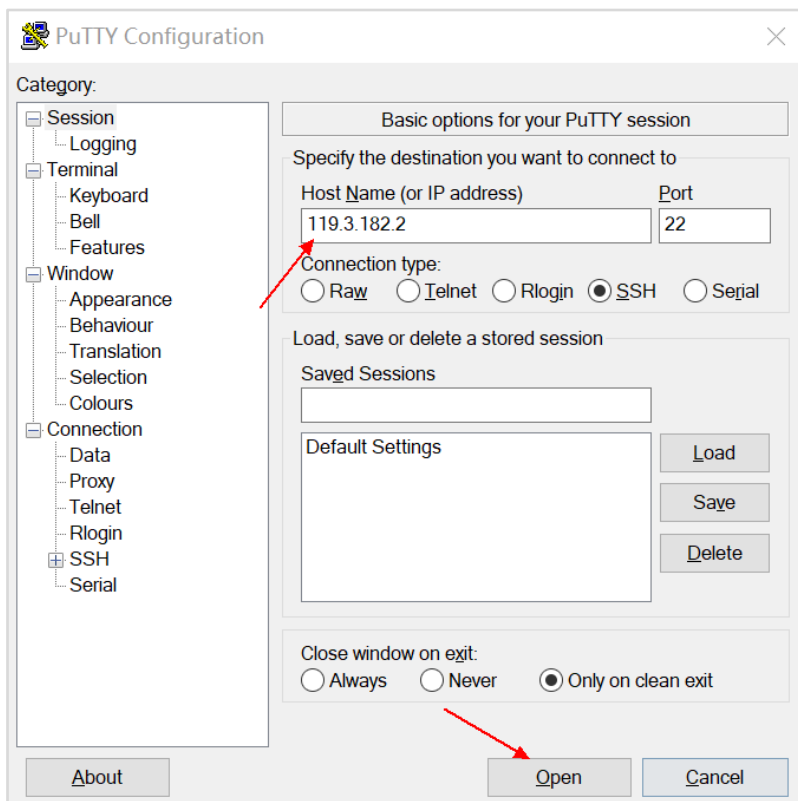 PuTTY Configuration
Category:
Session
Logging
Terminal
Keyboard
Bell
Features
Window
Appearance
Behaviour
Translation
Selection
Colours
Connection
Data
Proxy
Telnet
Rlogin
SSH
Serial
Basic options for your PuTTY session
Specify the destination you want to connect to
Host Name (or IP address) Port
119.3.182.2 22
Connection type:
Raw Telnet Rlogin SSH Serial
Load, save or delete a stored session
Saved Sessions
Default Settings
Load
Save
Delete
Close window on exit:
Always Never Only on clean exit
About Open Cancel